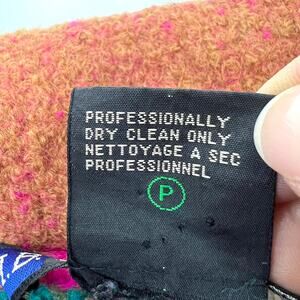 PROFESSIONALLY
DRY CLEAN ONLY
NETTOYAGE A SEC
PROFESSIONNEL
P